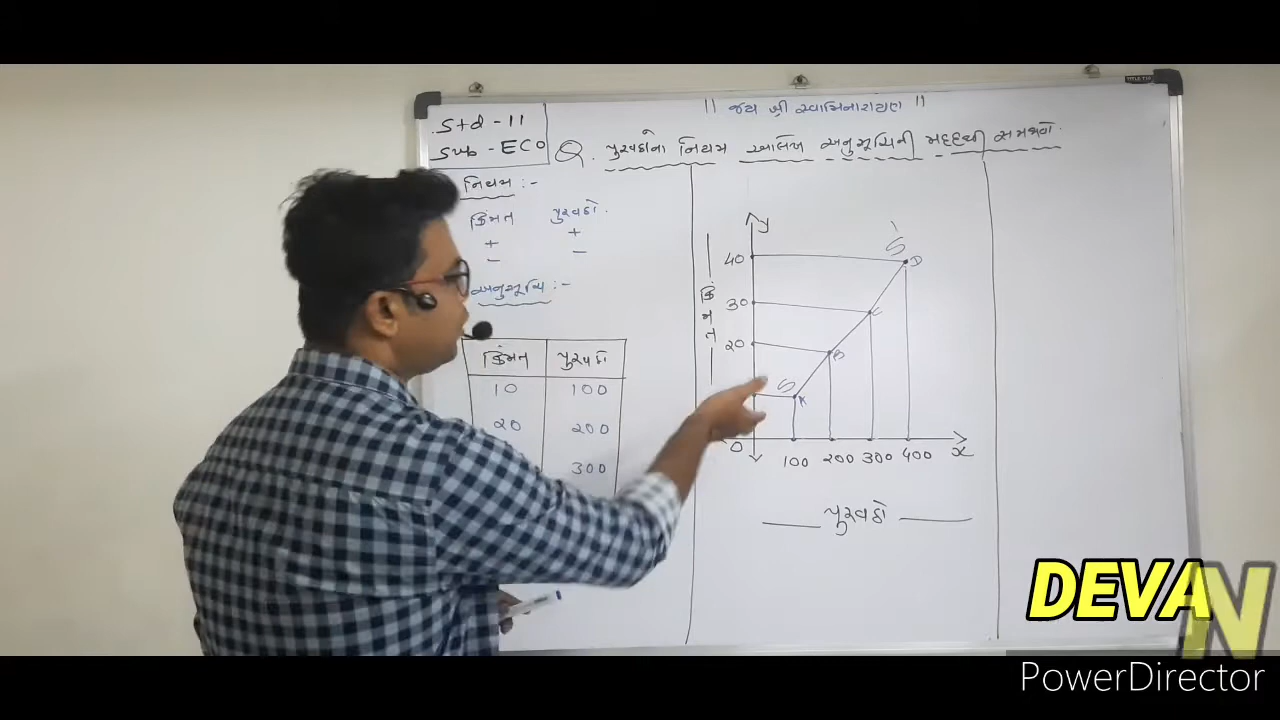 || જય શ્રી સ્વામિનારાયણ ||
Std - 11
Sub - ECO
Q. પુરવઠાના નિયમ આલેખ અનુસૂચિની મદદથી સમજાવો.
નિયમ :-
કિંમત પુરવઠો.
+ +
- -
અનુસૂચિ :-
કિંમત પુરવઠો
10 100
20 200
300
y
40
30
20
0
કિંમત
S
A
B
C
D
S'
100 200 300 400 x
પુરવઠો
DEVAN
PowerDirector